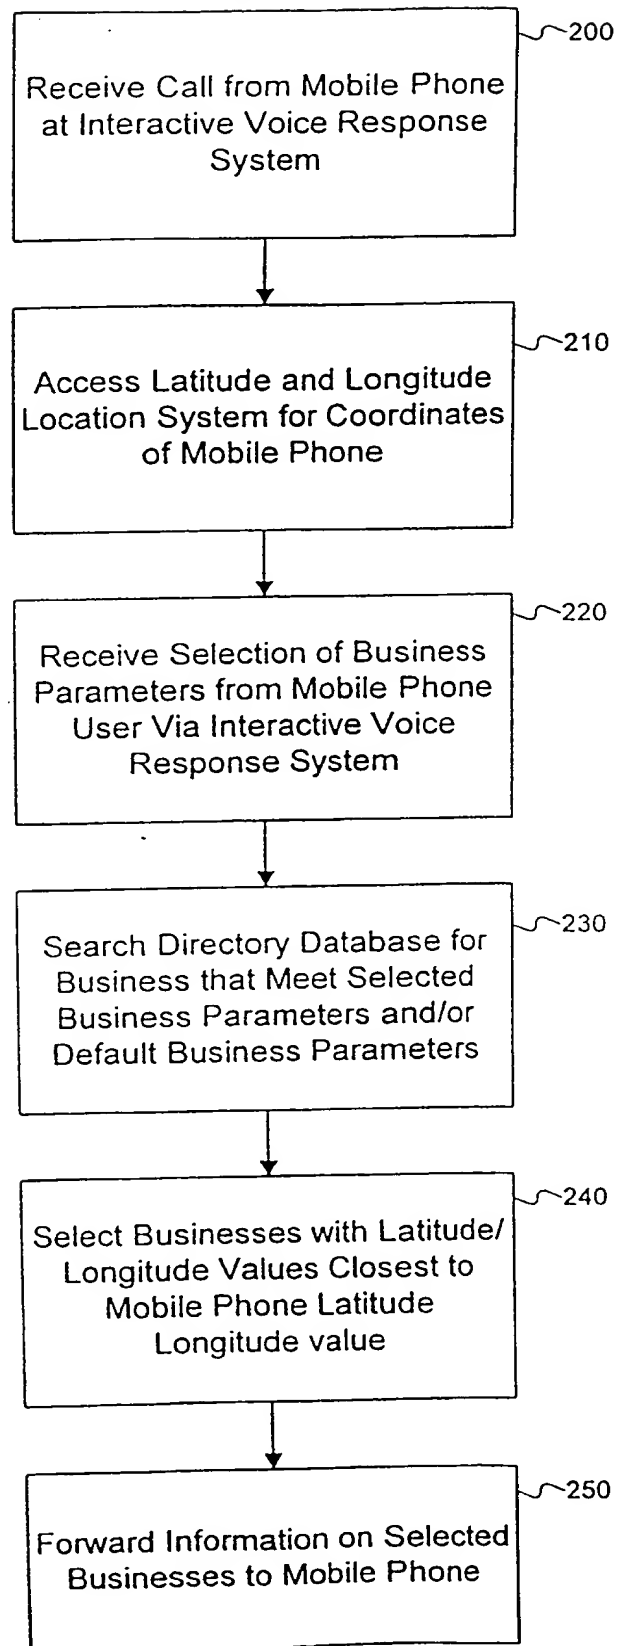 200
Receive Call from Mobile Phone
at Interactive Voice Response
System
210
Access Latitude and Longitude
Location System for Coordinates
of Mobile Phone
220
Receive Selection of Business
Parameters from Mobile Phone
User Via Interactive Voice
Response System
230
Search Directory Database for
Business that Meet Selected
Business Parameters and/or
Default Business Parameters
240
Select Businesses with Latitude/
Longitude Values Closest to
Mobile Phone Latitude
Longitude value
250
Forward Information on Selected
Businesses to Mobile Phone